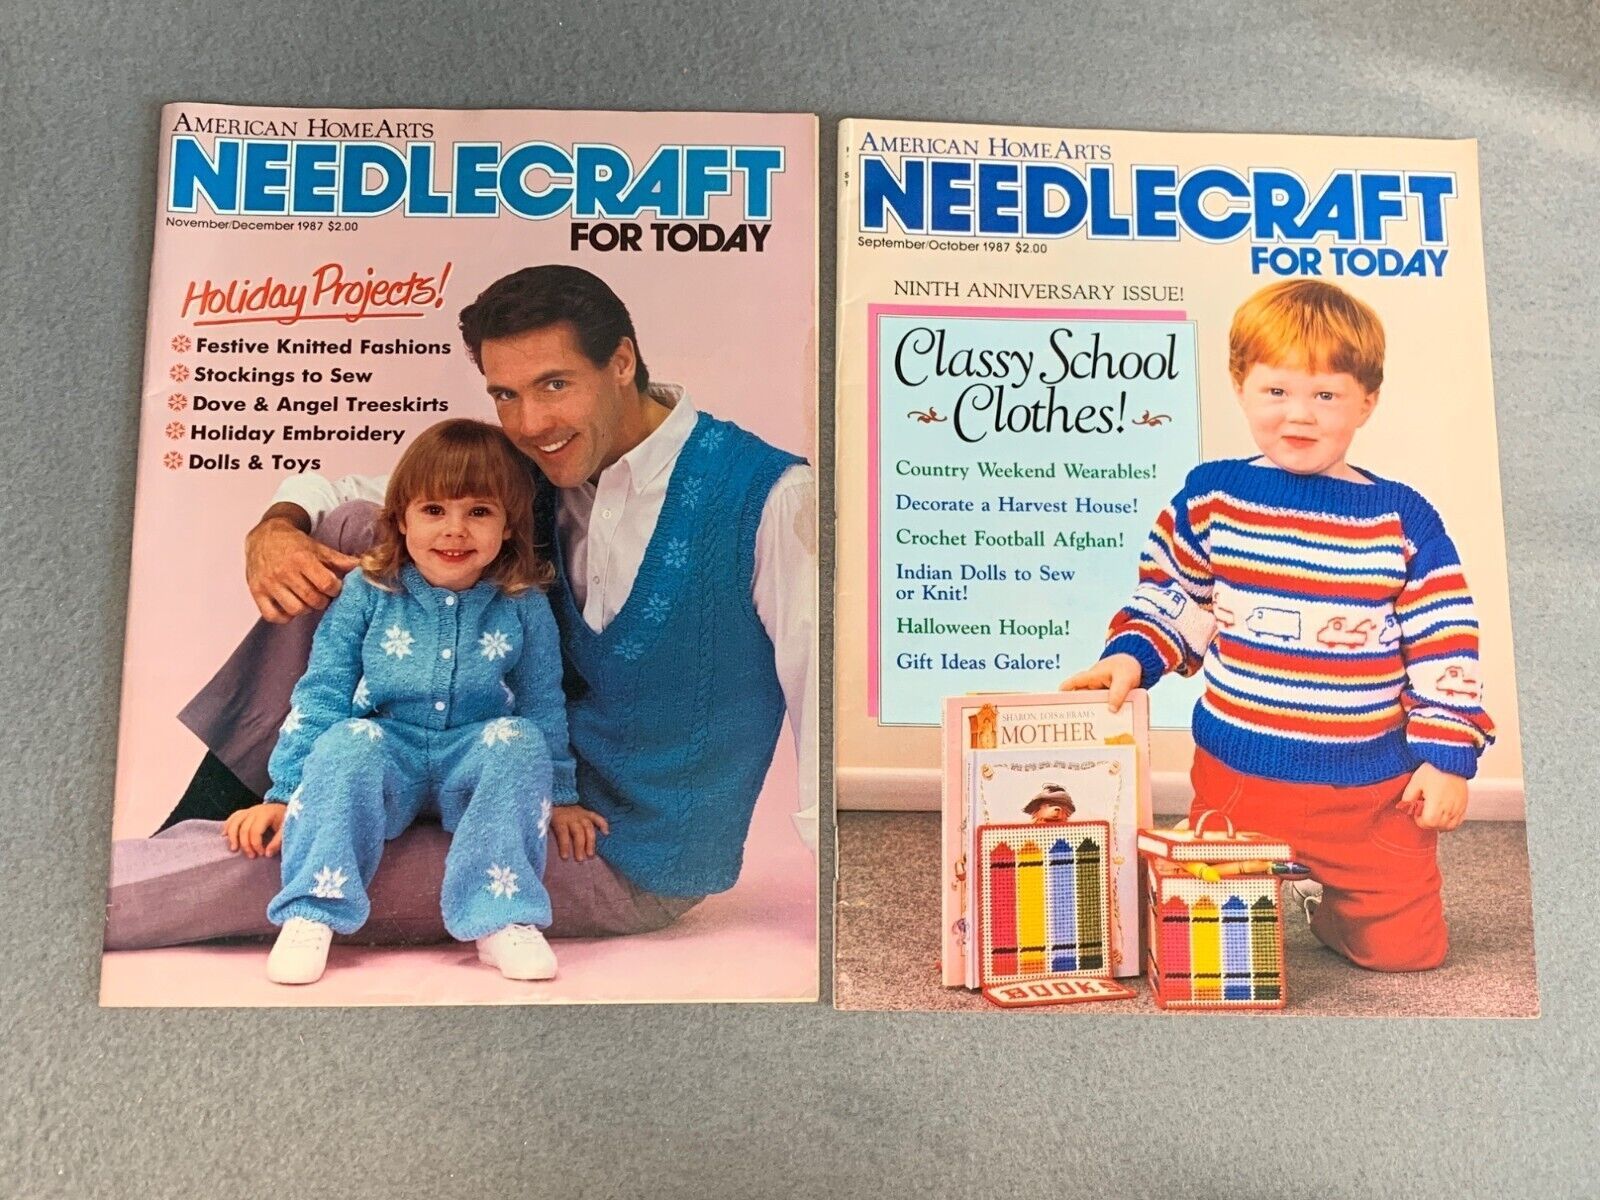 AMERICAN HOMEARTS
NEEDLECRAFT
FOR TODAY
November/December 1987 $2.00
Holiday Projects!
Festive Knitted Fashions
Stockings to Sew
Dove & Angel Treeskirts
Holiday Embroidery
Dolls & Toys
AMERICAN HOMEARTS
NEEDLECRAFT
FOR TODAY
September/October 1987 $2.00
NINTH ANNIVERSARY ISSUE!
Classy School
Clothes!
Country Weekend Wearables!
Decorate a Harvest House!
Crochet Football Afghan!
Indian Dolls to Sew
or Knit!
Halloween Hoopla!
Gift Ideas Galore!
SHARON, LOIS & BRAM'S
MOTHER
BOOKS